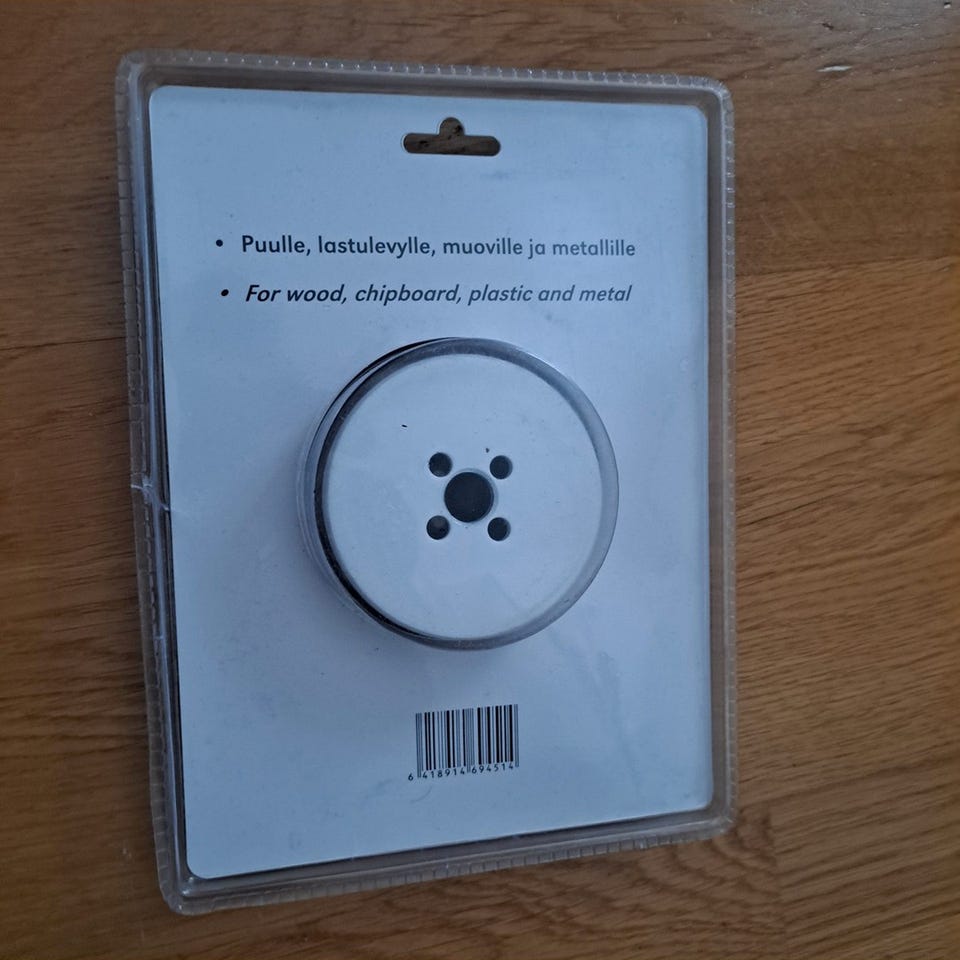 • Puulle, lastulevylle, muoville ja metallille
• For wood, chipboard, plastic and metal
6 418914 694514